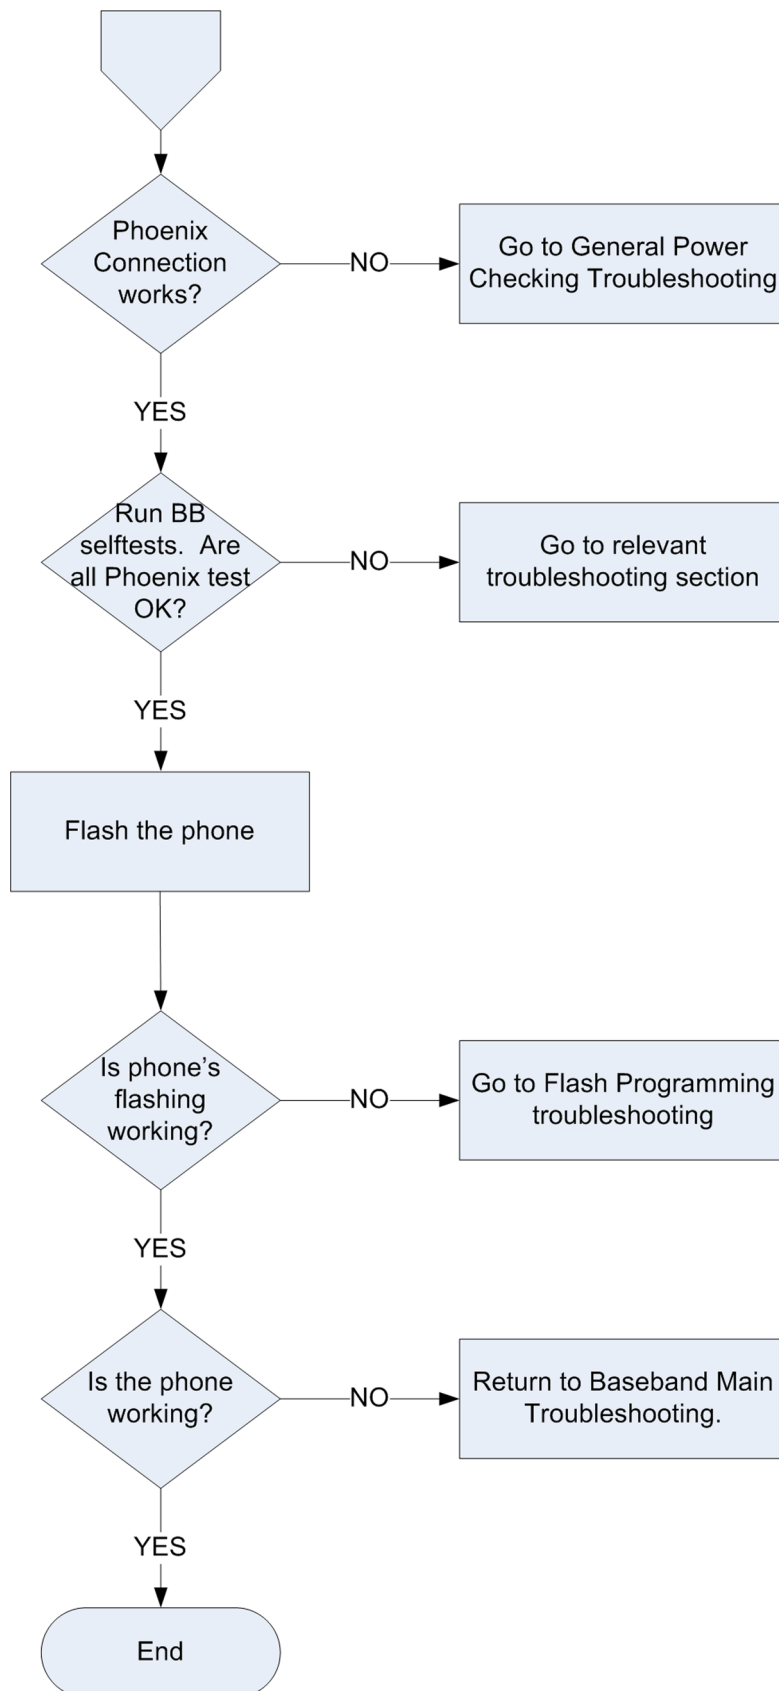 Phoenix
Connection
works?
NO
Go to General Power
Checking Troubleshooting
YES
Run BB
selftests.  Are
all Phoenix test
OK?
NO
Go to relevant
troubleshooting section
YES
Flash the phone
Is phone's
flashing
working?
NO
Go to Flash Programming
troubleshooting
YES
Is the phone
working?
NO
Return to Baseband Main
Troubleshooting.
YES
End